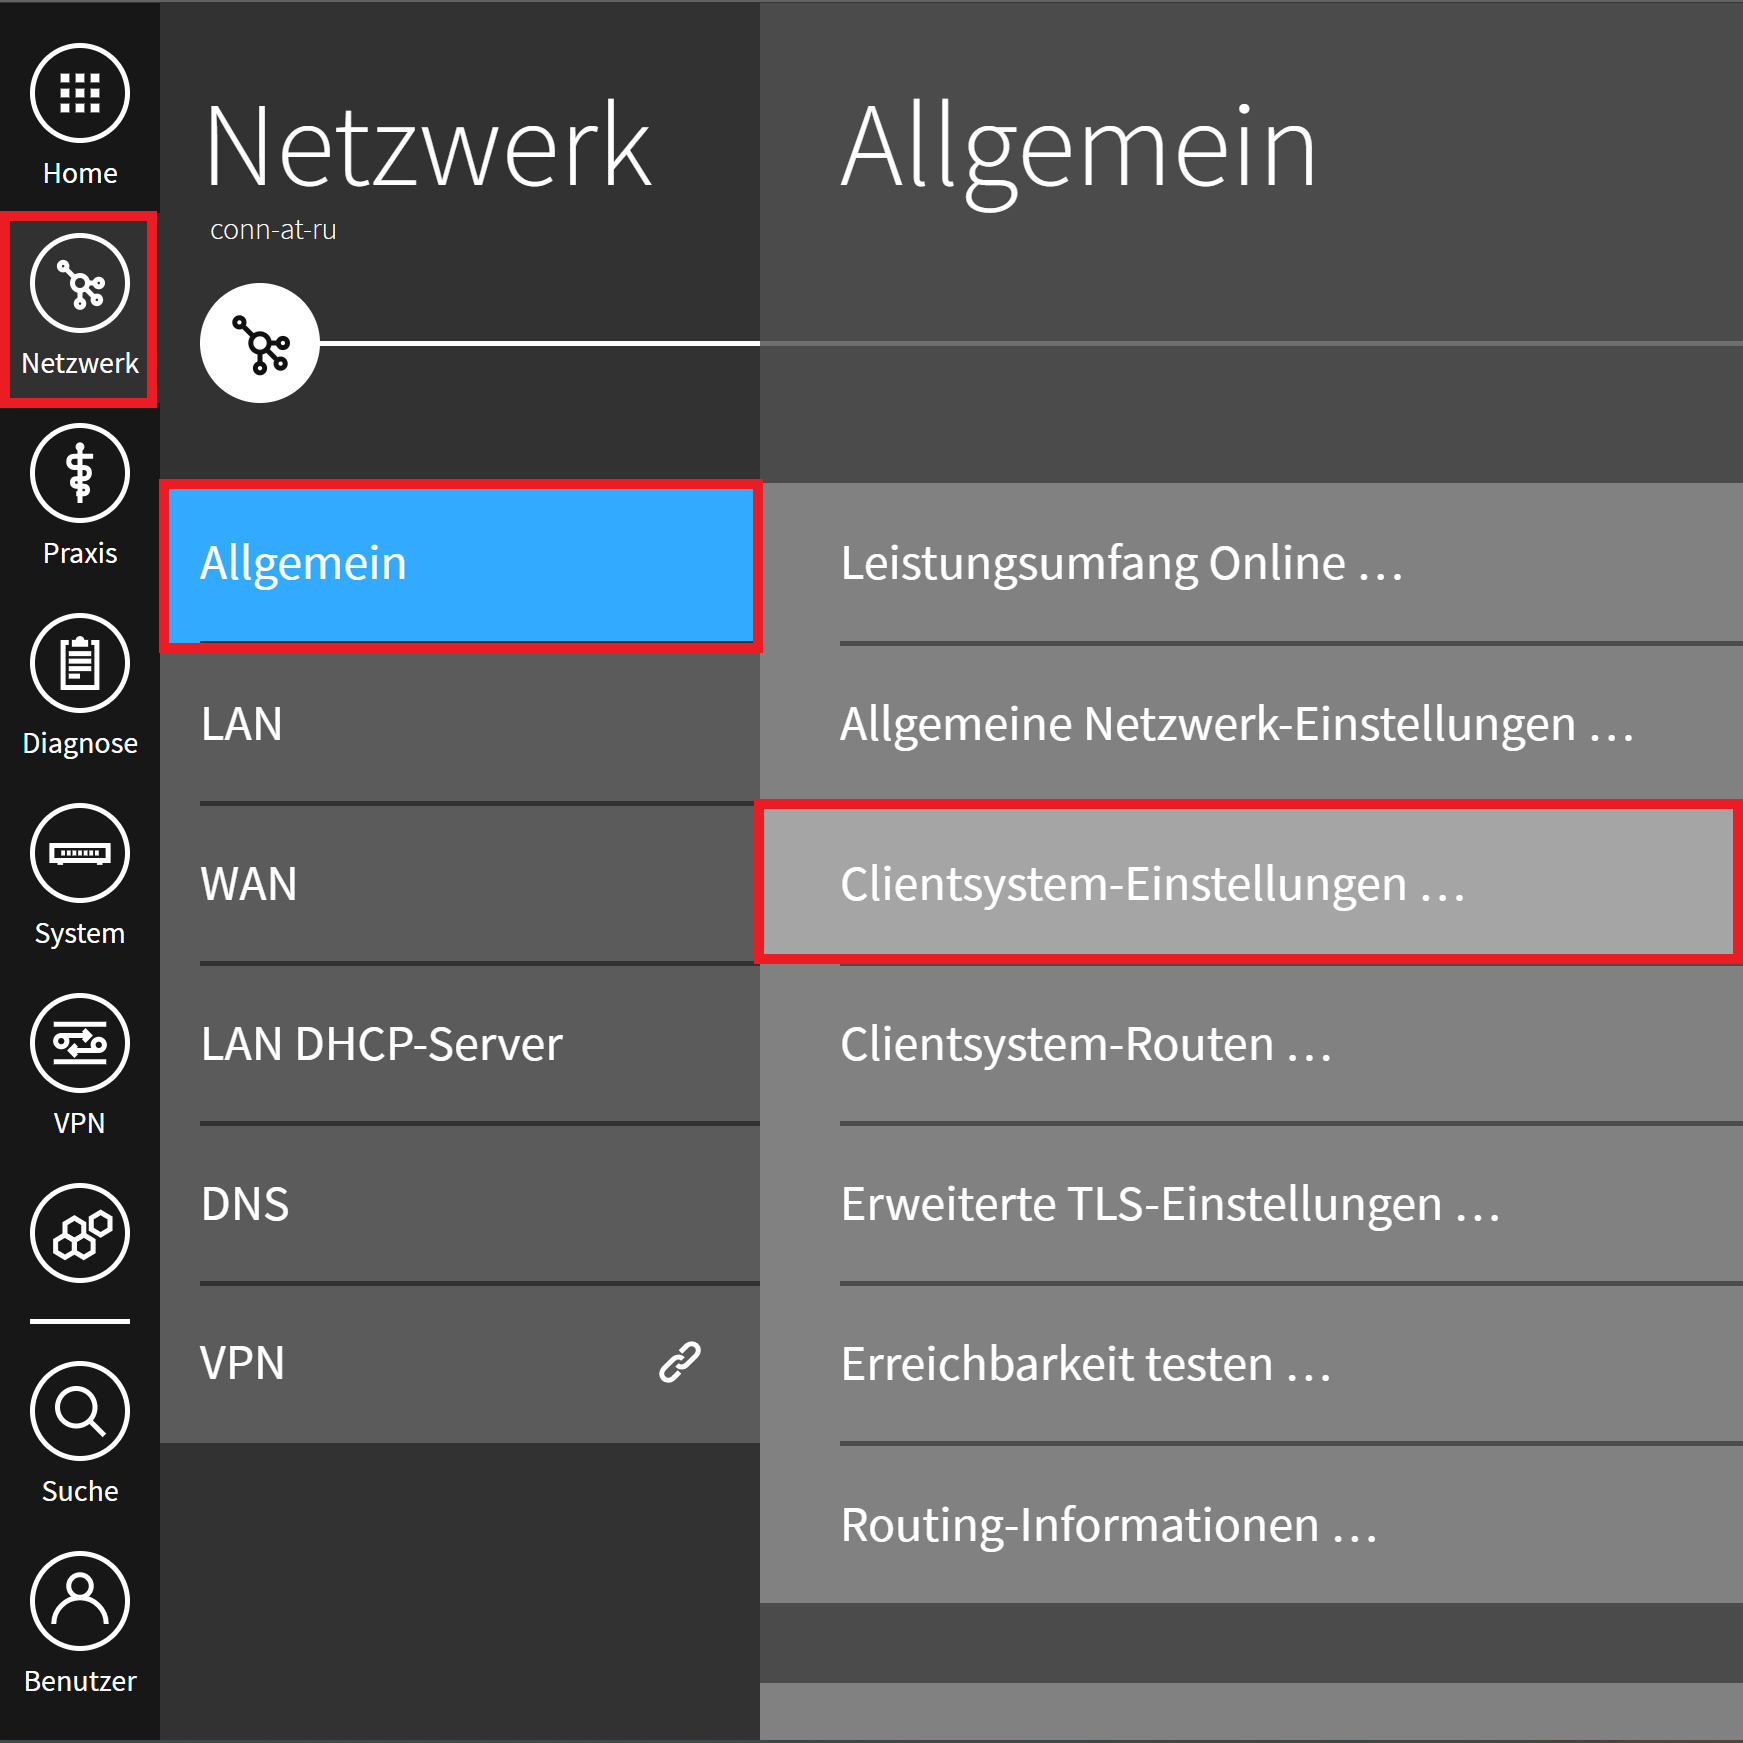 Home
Netzwerk
Praxis
Diagnose
System
VPN
Suche
Benutzer
Netzwerk
conn-at-ru
Allgemein
LAN
WAN
LAN DHCP-Server
DNS
VPN
Allgemein
Leistungsumfang Online …
Allgemeine Netzwerk-Einstellungen …
Clientsystem-Einstellungen …
Clientsystem-Routen …
Erweiterte TLS-Einstellungen …
Erreichbarkeit testen …
Routing-Informationen …